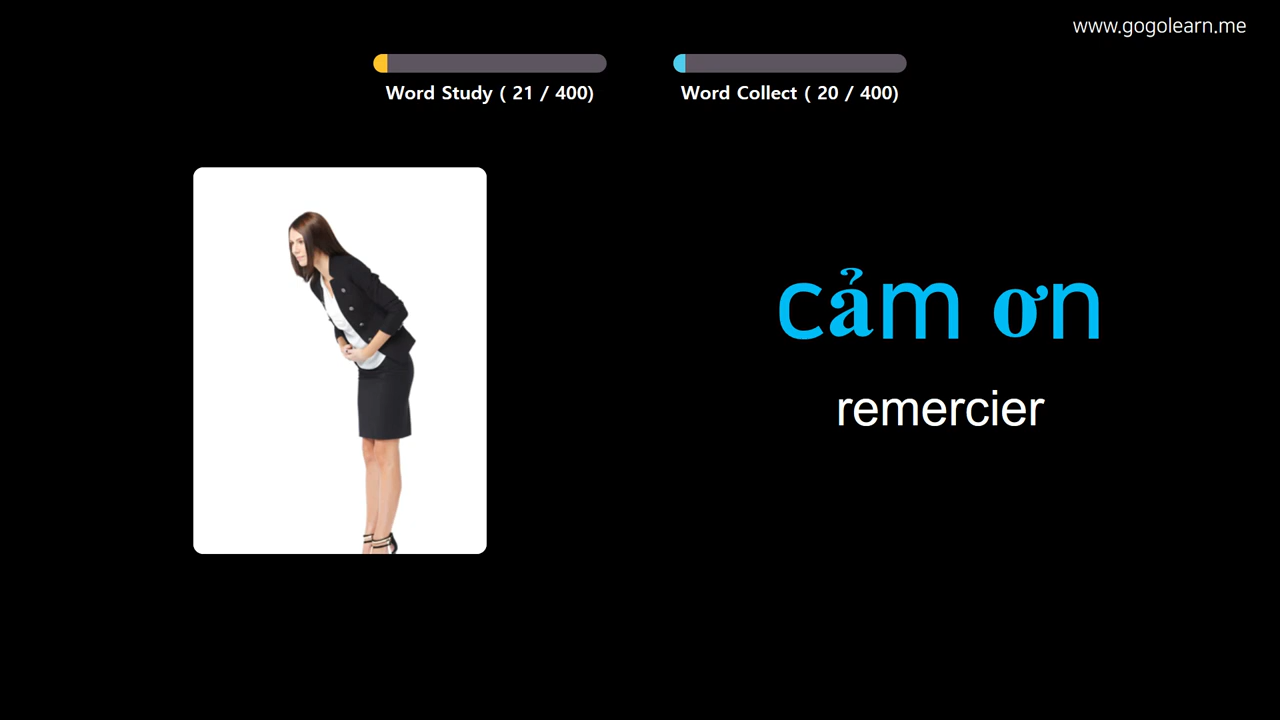 www.gogolearn.me
Word Study ( 21 / 400)
Word Collect ( 20 / 400)
cảm ơn
remercier